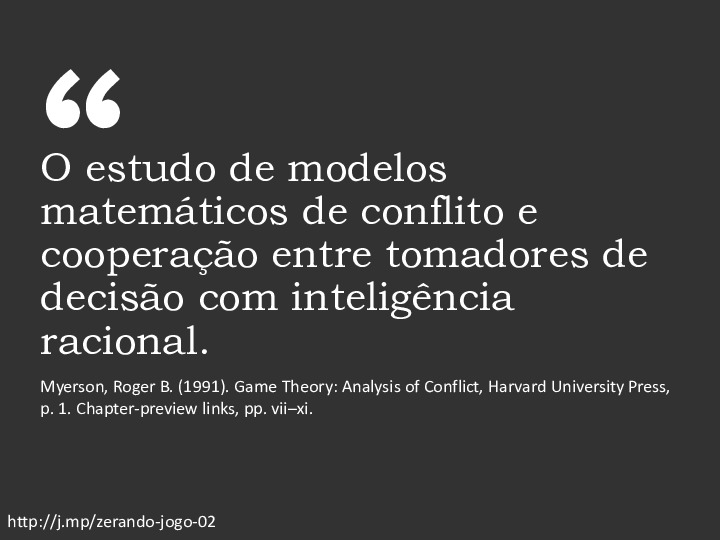 “
O estudo de modelos
matemáticos de conflito e
cooperação entre tomadores de
decisão com inteligência
racional.
Myerson, Roger B. (1991). Game Theory: Analysis of Conflict, Harvard University Press,
p. 1. Chapter-preview links, pp. vii–xi.
http://j.mp/zerando-jogo-02